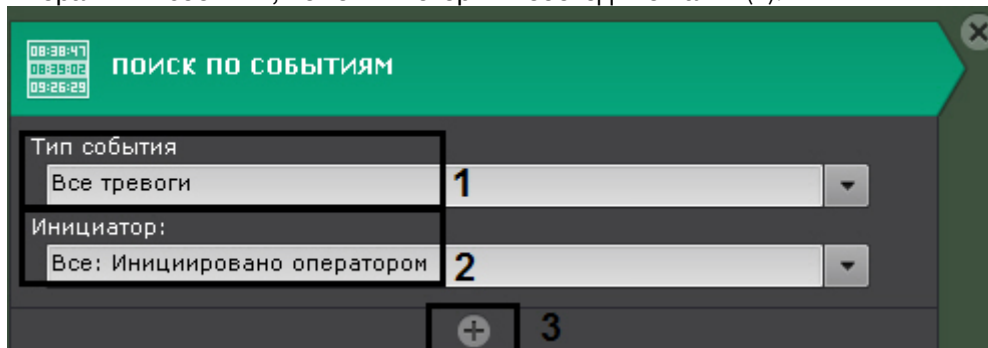 08:38:47
08:39:02
09:26:29
ПОИСК ПО СОБЫТИЯМ
Тип события
Все тревоги
1
Инициатор:
Все: Инициировано оператором
2
3